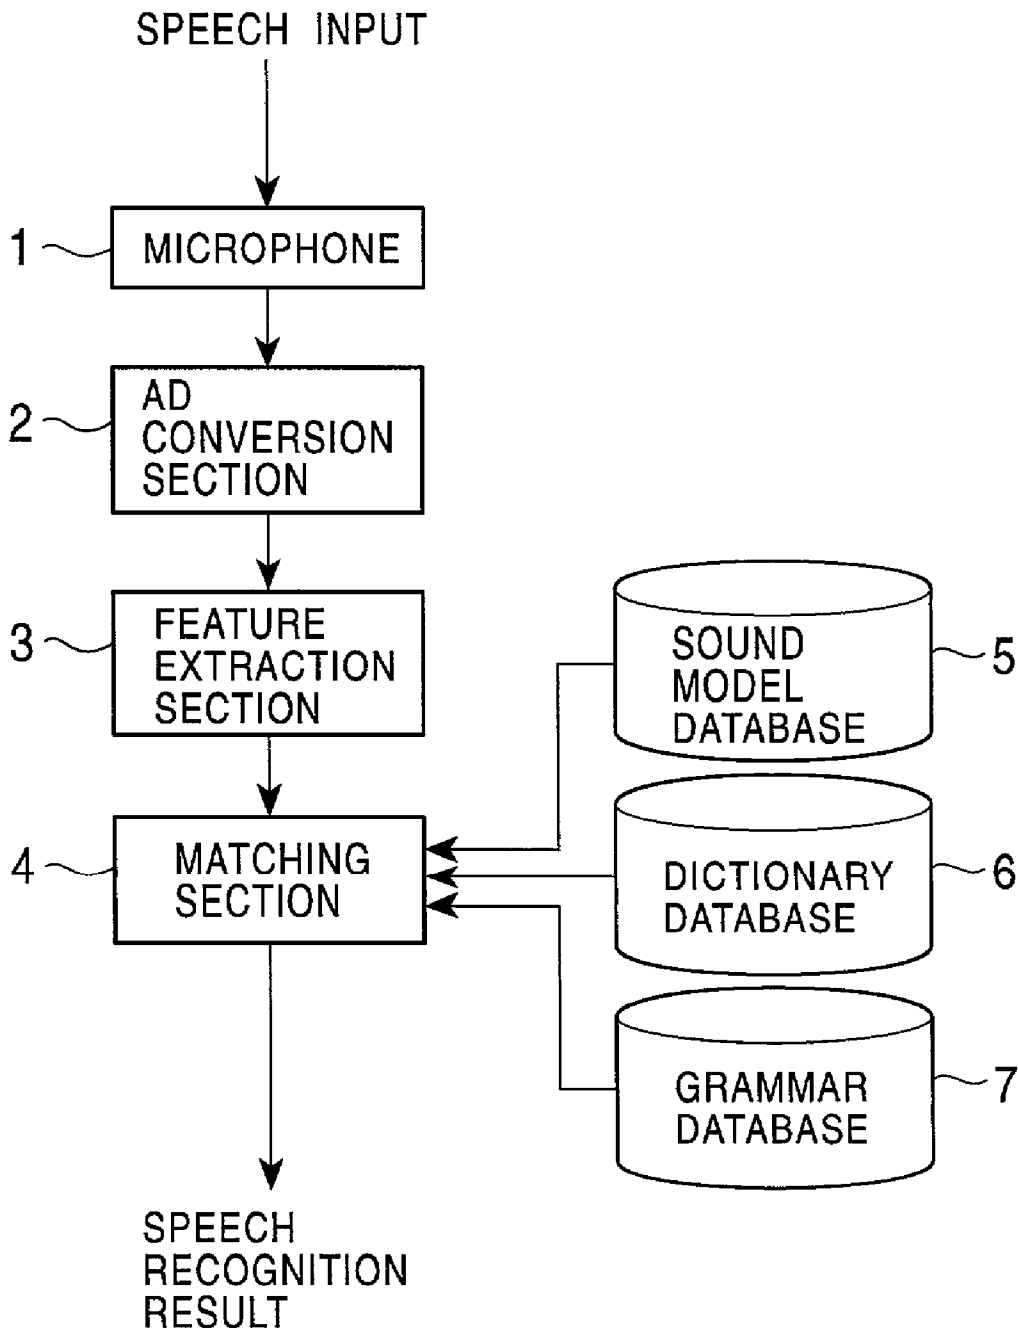 SPEECH INPUT
1
MICROPHONE
2
AD
CONVERSION
SECTION
3
FEATURE
EXTRACTION
SECTION
4
MATCHING
SECTION
SOUND
MODEL
DATABASE
5
DICTIONARY
DATABASE
6
GRAMMAR
DATABASE
7
SPEECH
RECOGNITION
RESULT